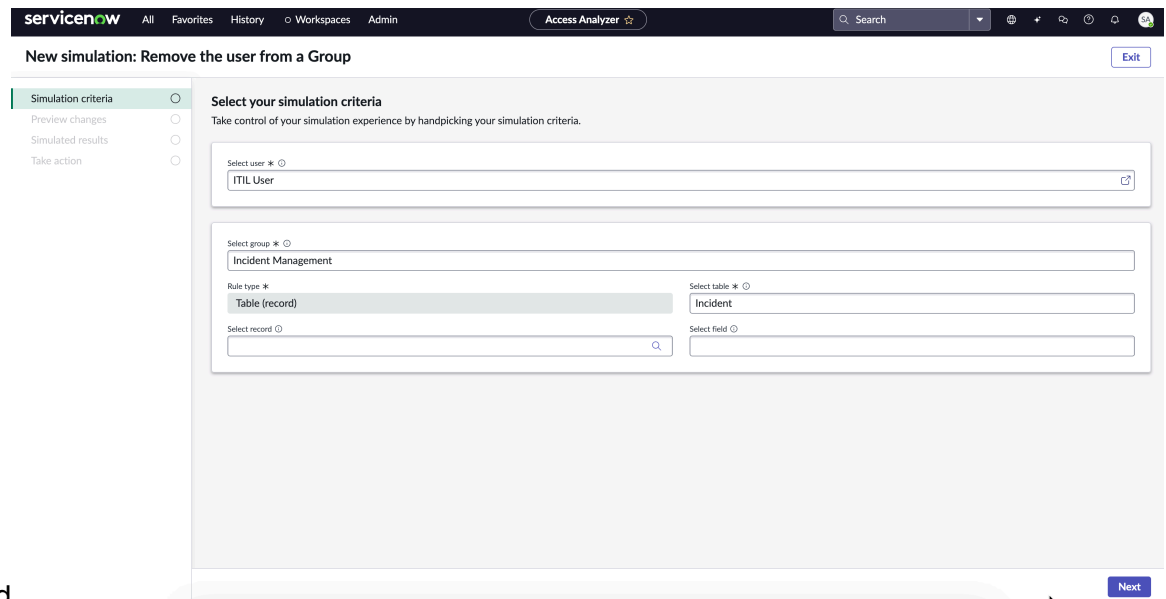 servicenow All Favorites History Workspaces Admin Access Analyzer Search SA
New simulation: Remove the user from a Group Exit
Simulation criteria
Preview changes
Simulated results
Take action
Select your simulation criteria
Take control of your simulation experience by handpicking your simulation criteria.
Select user *
ITIL User
Select group *
Incident Management
Rule type * Select table *
Table (record) Incident
Select record Select field
Next